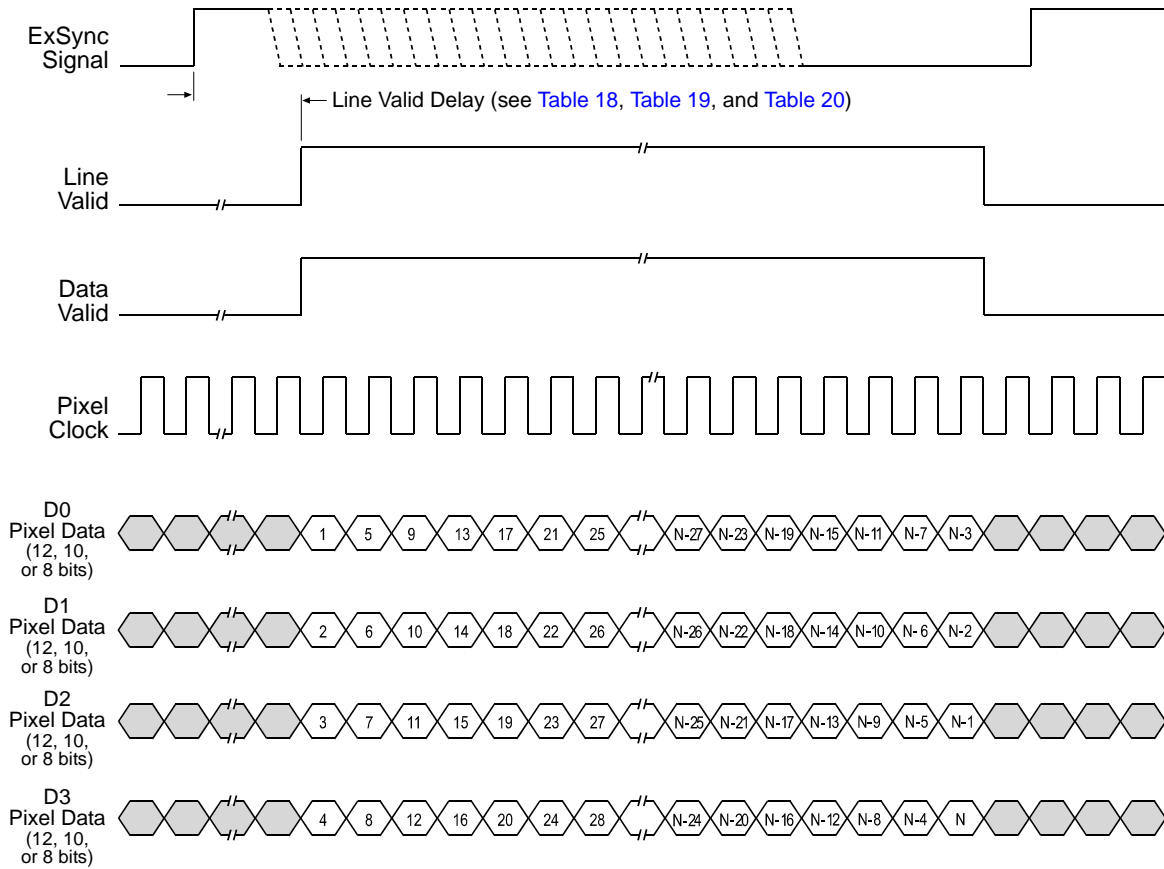 ExSync
Signal
Line Valid Delay (see Table 18, Table 19, and Table 20)
Line
Valid
Data
Valid
Pixel
Clock
D0
Pixel Data
(12, 10,
or 8 bits)
1 5 9 13 17 21 25 N-27 N-23 N-19 N-15 N-11 N-7 N-3
D1
Pixel Data
(12, 10,
or 8 bits)
2 6 10 14 18 22 26 N-26 N-22 N-18 N-14 N-10 N-6 N-2
D2
Pixel Data
(12, 10,
or 8 bits)
3 7 11 15 19 23 27 N-25 N-21 N-17 N-13 N-9 N-5 N-1
D3
Pixel Data
(12, 10,
or 8 bits)
4 8 12 16 20 24 28 N-24 N-20 N-16 N-12 N-8 N-4 N